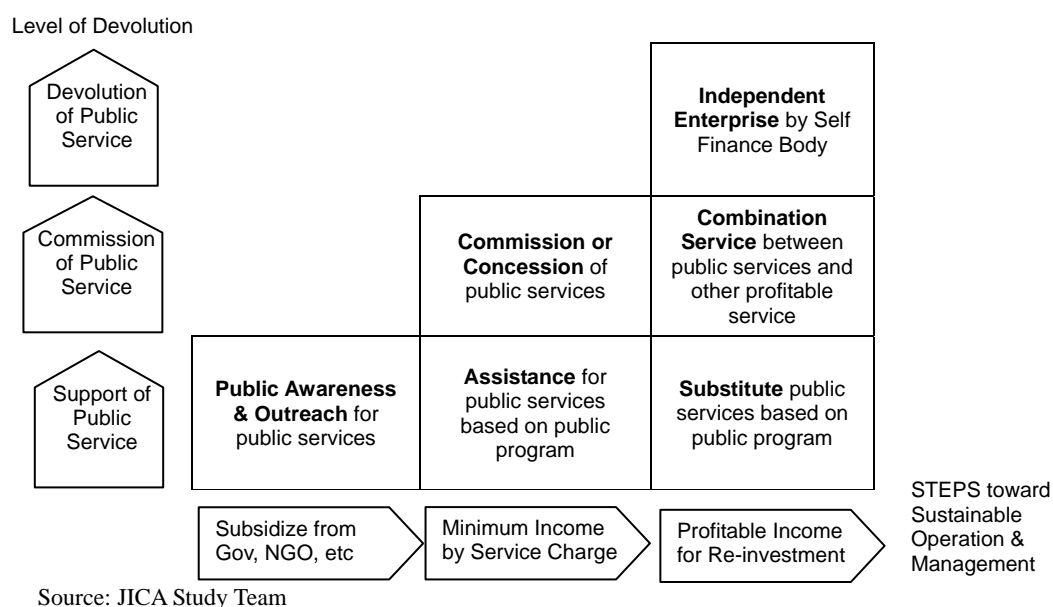 Level of Devolution
Devolution
of Public
Service
Independent
Enterprise by Self
Finance Body
Commission
of Public
Service
Commission or
Concession of
public services
Combination
Service between
public services and
other profitable
service
Support of
Public
Service
Public Awareness
& Outreach for
public services
Assistance for
public services
based on public
program
Substitute public
services based on
public program
Subsidize from
Gov, NGO, etc
Minimum Income
by Service Charge
Profitable Income
for Re-investment
STEPS toward
Sustainable
Operation &
Management
Source: JICA Study Team